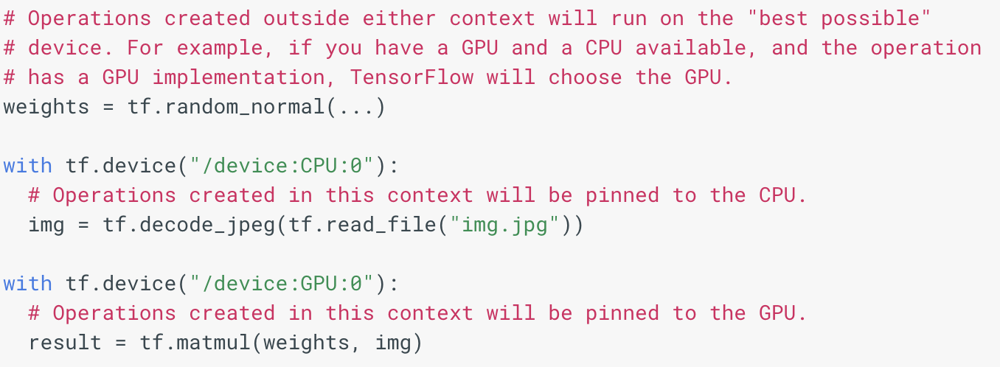 # Operations created outside either context will run on the "best possible"
# device. For example, if you have a GPU and a CPU available, and the operation
# has a GPU implementation, TensorFlow will choose the GPU.
weights = tf.random_normal(...)
with tf.device("/device:CPU:0"):
  # Operations created in this context will be pinned to the CPU.
  img = tf.decode_jpeg(tf.read_file("img.jpg"))
with tf.device("/device:GPU:0"):
  # Operations created in this context will be pinned to the GPU.
  result = tf.matmul(weights, img)